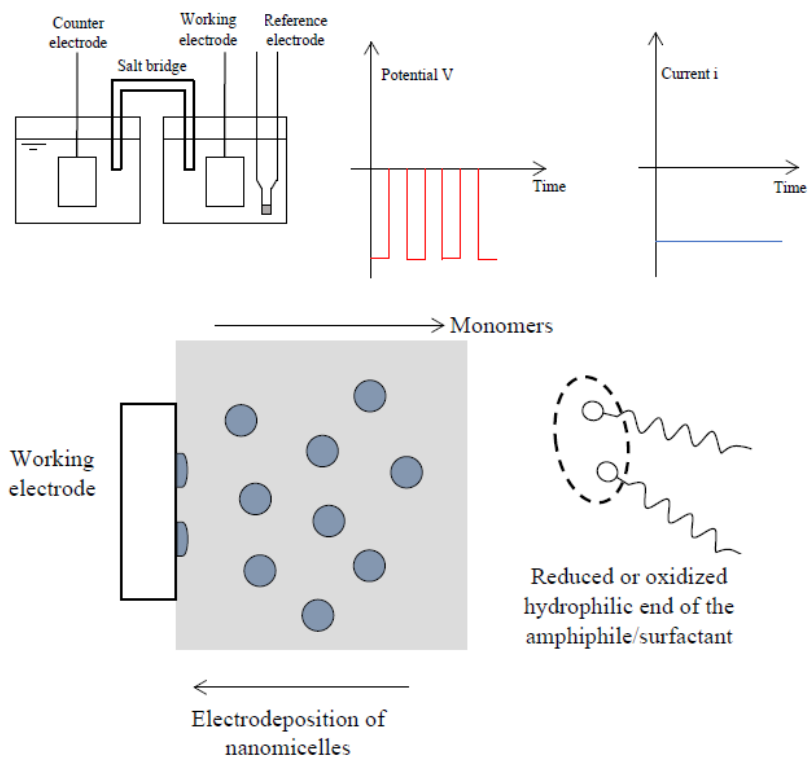 Counter
electrode
Working
electrode
Reference
electrode
Salt bridge
Potential V
Time
Current i
Time
Monomers
Working
electrode
Reduced or oxidized
hydrophilic end of the
amphiphile/surfactant
Electrodeposition of
nanomicelles